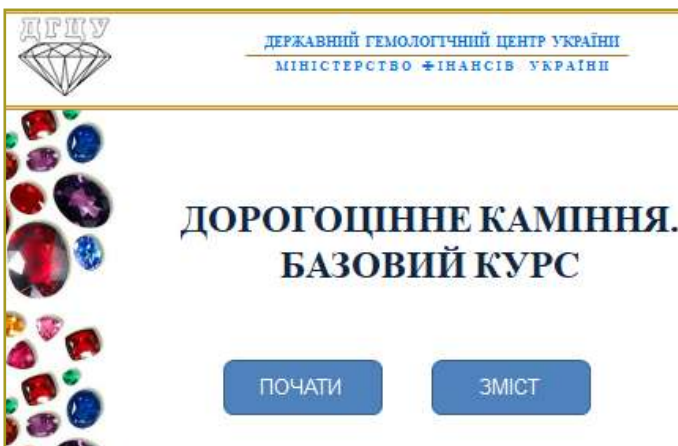 ДГЦУ
ДЕРЖАВНИЙ ГЕМОЛОГІЧНИЙ ЦЕНТР УКРАЇНИ
МІНІСТЕРСТВО ФІНАНСІВ УКРАЇНИ
ДОРОГОЦІННЕ КАМІННЯ.
БАЗОВИЙ КУРС
ПОЧАТИ
ЗМІСТ